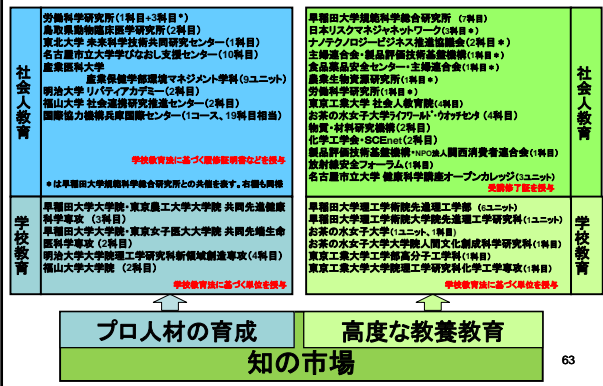 社会人教育
労働科学研究所(1科目+3科目*)
鳥取県動物臨床医学研究所(2科目)
東北大学 未来科学技術共同研究センター(1科目)
名古屋市立大学学びなおし支援センター(10科目)
産業医科大学
産業保健学部環境マネジメント学科(9ユニット)
明治大学 リバティアカデミー(2科目)
福山大学 社会連携研究推進センター(2科目)
国際協力機構兵庫国際センター(1コース、19科目相当)
学校教育法に基づく履修証明書などを授与
*は早稲田大学規範科学総合研究所との共催を表す。右欄も同様
学校教育
早稲田大学大学院・東京農工大学大学院 共同先進健康
科学専攻 (3科目)
早稲田大学大学院・東京女子医大大学院 共同先端生命
医科学専攻 (2科目)
明治大学大学院理工学研究科新領域創造専攻(4科目)
福山大学大学院 (2科目)
学校教育法に基づく単位を授与
早稲田大学規範科学総合研究所 (7科目)
日本リスクマネジャネットワーク(3科目*)
ナノテクノロジービジネス推進協議会(2科目*)
主婦連合会・製品評価技術基盤機構(1科目*)
食品薬品安全センター・主婦連合会(1科目*)
農業生物資源研究所(1科目*)
労働科学研究所(1科目*)
東京工業大学 社会人教育院(4科目)
お茶の水女子大学ライフワールド・ウオッチセンタ(4科目)
物質・材料研究機構(2科目)
化学工学会・SCEnet(2科目)
製品評価技術基盤機構・NPO法人関西消費者連合会(1科目)
放射線安全フォーラム(1科目)
名古屋市立大学 健康科学講座オープンカレッジ(3ユニット)
受講修了証を授与
社会人教育
早稲田大学理工学術院先進理工学部 (6ユニット)
早稲田大学理工学術院大学院先進理工学研究科(1ユニット)
お茶の水女子大学(1ユニット、1科目)
お茶の水女子大学大学院人間文化創成科学研究科(1科目)
東京工業大学工学部高分子工学科(1科目)
東京工業大学大学院理工学研究科化学工学専攻(1科目)
学校教育法に基づく単位を授与
学校教育
プロ人材の育成
高度な教養教育
知の市場
63